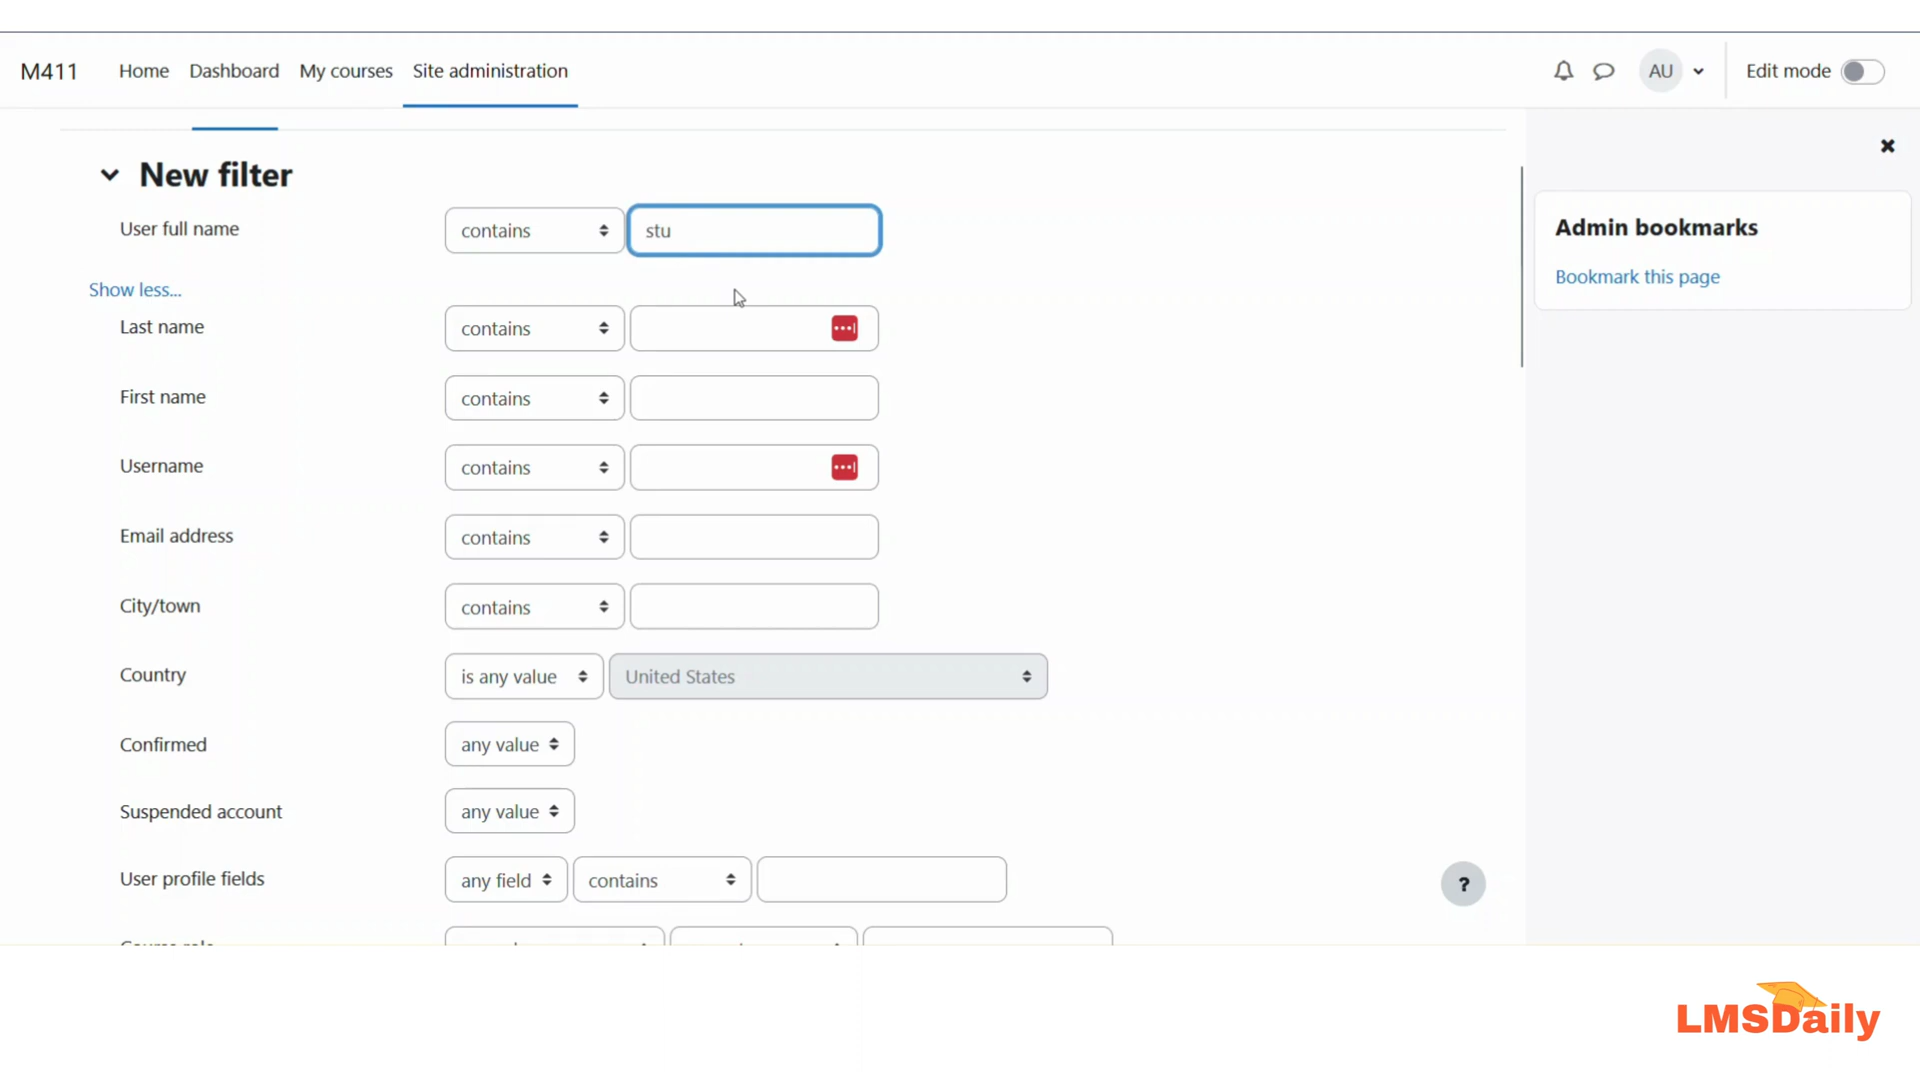 M411 Home Dashboard My courses Site administration AU Edit mode
New filter
User full name contains stu
Show less...
Last name contains
First name contains
Username contains
Email address contains
City/town contains
Country is any value United States
Confirmed any value
Suspended account any value
User profile fields any field contains
?
Admin bookmarks
Bookmark this page
LMSDaily